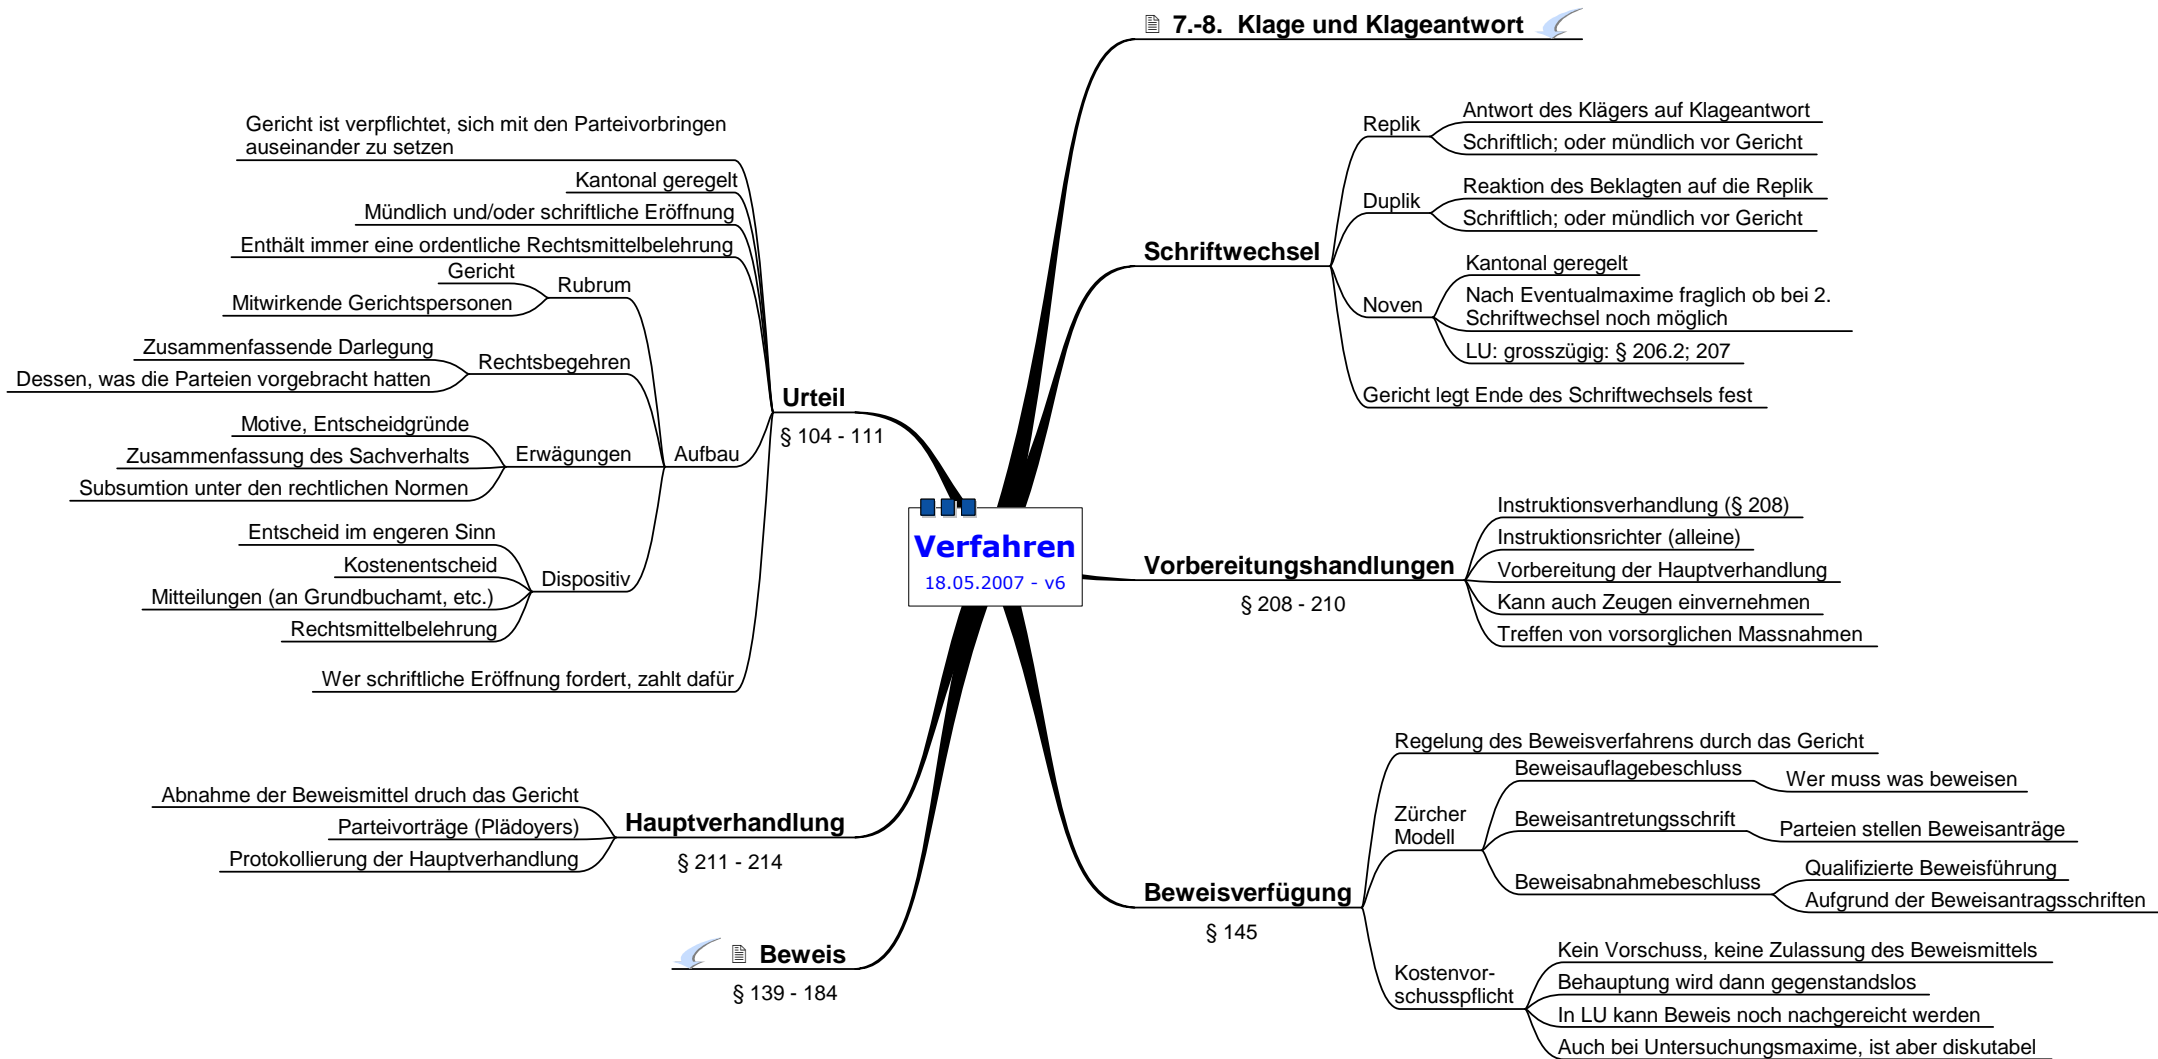 7.-8. Klage und Klageantwort
Schriftwechsel
Replik
Antwort des Klägers auf Klageantwort
Schriftlich; oder mündlich vor Gericht
Duplik
Reaktion des Beklagten auf die Replik
Schriftlich; oder mündlich vor Gericht
Noven
Kantonal geregelt
Nach Eventualmaxime fraglich ob bei 2.
Schriftwechsel noch möglich
LU: grosszügig: § 206.2; 207
Gericht legt Ende des Schriftwechsels fest
Verfahren
18.05.2007 - v6
Vorbereitungshandlungen
§ 208 - 210
Instruktionsverhandlung (§ 208)
Instruktionsrichter (alleine)
Vorbereitung der Hauptverhandlung
Kann auch Zeugen einvernehmen
Treffen von vorsorglichen Massnahmen
Beweisverfügung
§ 145
Regelung des Beweisverfahrens durch das Gericht
Zürcher
Modell
Beweisauflagebeschluss
Wer muss was beweisen
Beweisantretungsschrift
Parteien stellen Beweisanträge
Beweisabnahmebeschluss
Qualifizierte Beweisführung
Aufgrund der Beweisantragsschriften
Kostenvor-
schusspflicht
Kein Vorschuss, keine Zulassung des Beweismittels
Behauptung wird dann gegenstandslos
In LU kann Beweis noch nachgereicht werden
Auch bei Untersuchungsmaxime, ist aber diskutabel
Beweis
§ 139 - 184
Hauptverhandlung
§ 211 - 214
Abnahme der Beweismittel druch das Gericht
Parteivorträge (Plädoyers)
Protokollierung der Hauptverhandlung
Urteil
§ 104 - 111
Gericht ist verpflichtet, sich mit den Parteivorbringen
auseinander zu setzen
Kantonal geregelt
Mündlich und/oder schriftliche Eröffnung
Enthält immer eine ordentliche Rechtsmittelbelehrung
Aufbau
Rubrum
Gericht
Mitwirkende Gerichtspersonen
Rechtsbegehren
Zusammenfassende Darlegung
Dessen, was die Parteien vorgebracht hatten
Erwägungen
Motive, Entscheidgründe
Zusammenfassung des Sachverhalts
Subsumtion unter den rechtlichen Normen
Dispositiv
Entscheid im engeren Sinn
Kostenentscheid
Mitteilungen (an Grundbuchamt, etc.)
Rechtsmittelbelehrung
Wer schriftliche Eröffnung fordert, zahlt dafür